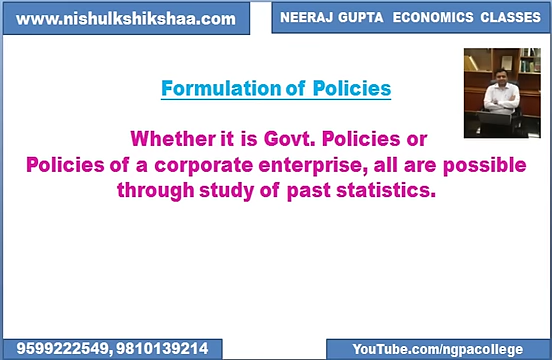 www.nishulkshikshaa.com
NEERAJ GUPTA ECONOMICS CLASSES
Formulation of Policies
Whether it is Govt. Policies or
Policies of a corporate enterprise, all are possible
through study of past statistics.
9599222549, 9810139214
YouTube.com/ngpacollege